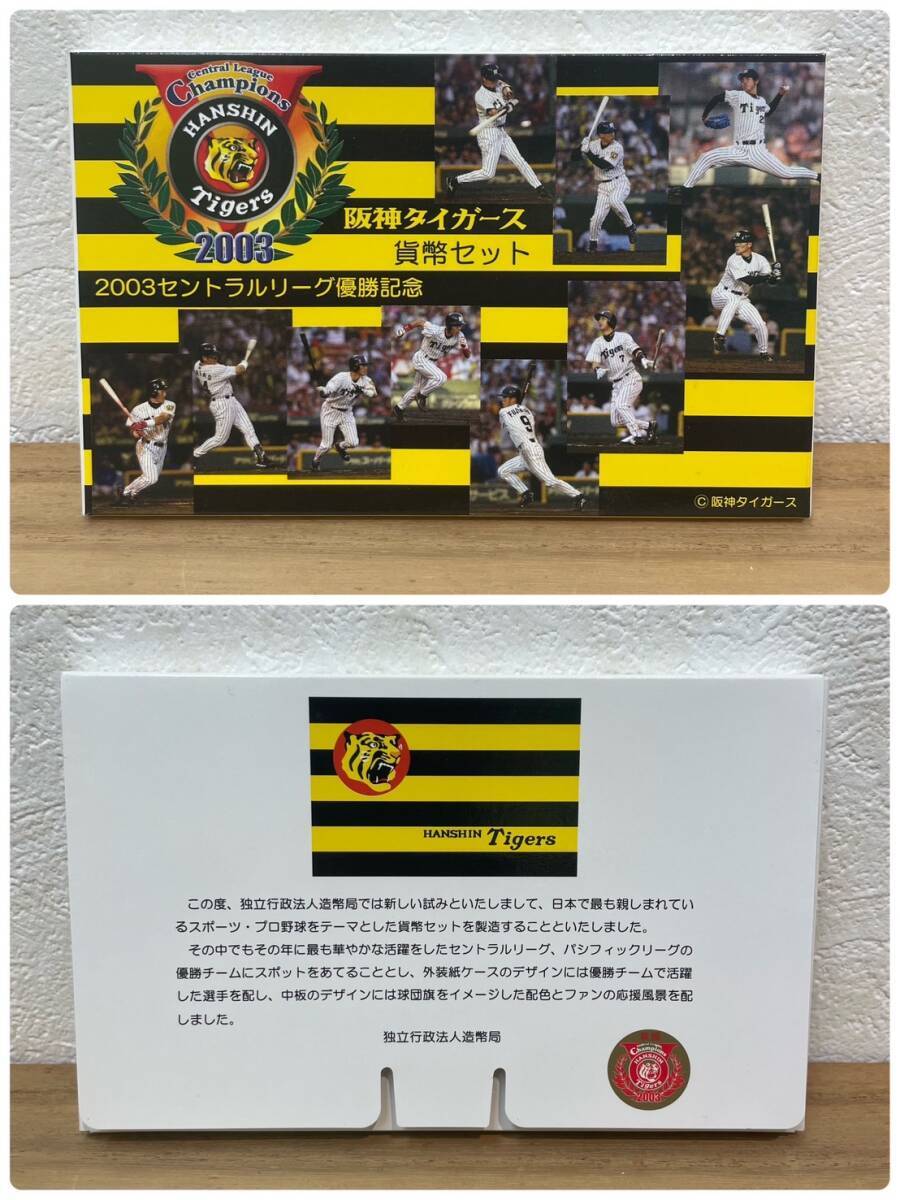 Central League
Champions
HANSHIN
Tigers
2003
阪神タイガース
貨幣セット
2003セントラルリーグ優勝記念
Tigers
7
9
©阪神タイガース
HANSHIN Tigers
この度、独立行政法人造幣局では新しい試みといたしまして、日本で最も親しまれてい
るスポーツ・プロ野球をテーマとした貨幣セットを製造することといたしました。
その中でもその年に最も華やかな活躍をしたセントラルリーグ、パシフィックリーグの
優勝チームにスポットをあてることとし、外装紙ケースのデザインには優勝チームで活躍
した選手を配し、中板のデザインには球団旗をイメージした配色とファンの応援風景を配
しました。
独立行政法人造幣局
Central League
Champions
HANSHIN
Tigers
2003